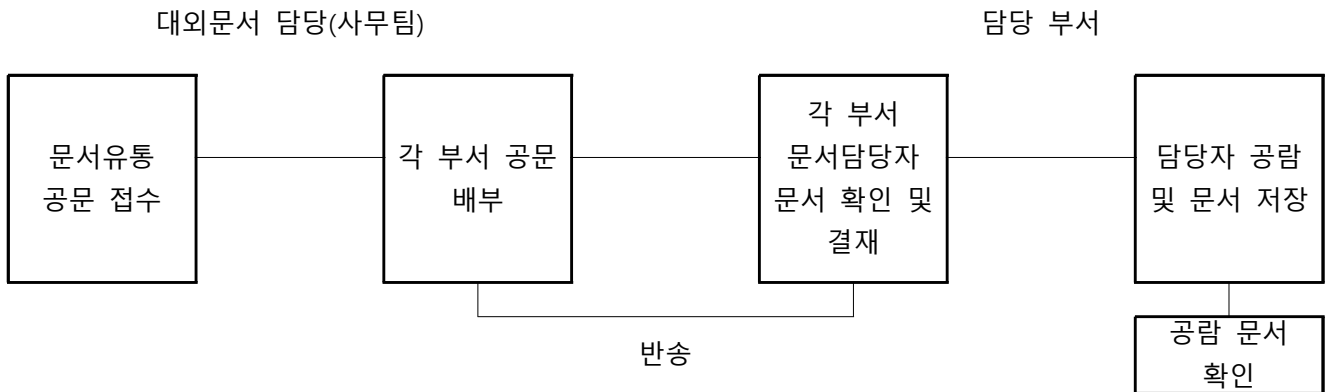 대외문서 담당(사무팀)
담당 부서
문서유통
공문 접수
각 부서 공문
배부
각 부서
문서담당자
문서 확인 및
결재
담당자 공람
및 문서 저장
반송
공람 문서
확인